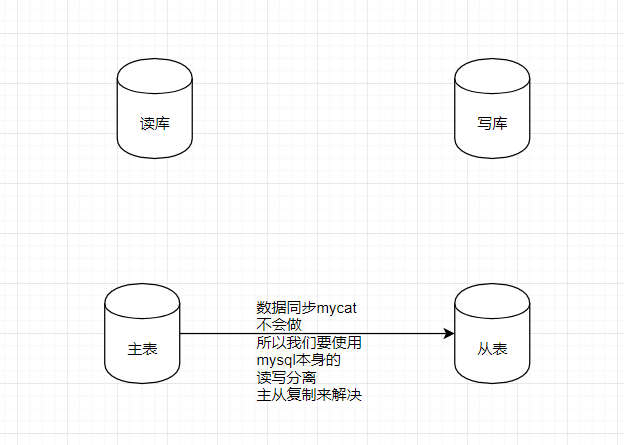 读库
写库
数据同步mycat
不会做
所以我们要使用
mysql本身的
读写分离
主从复制来解决
主表
从表